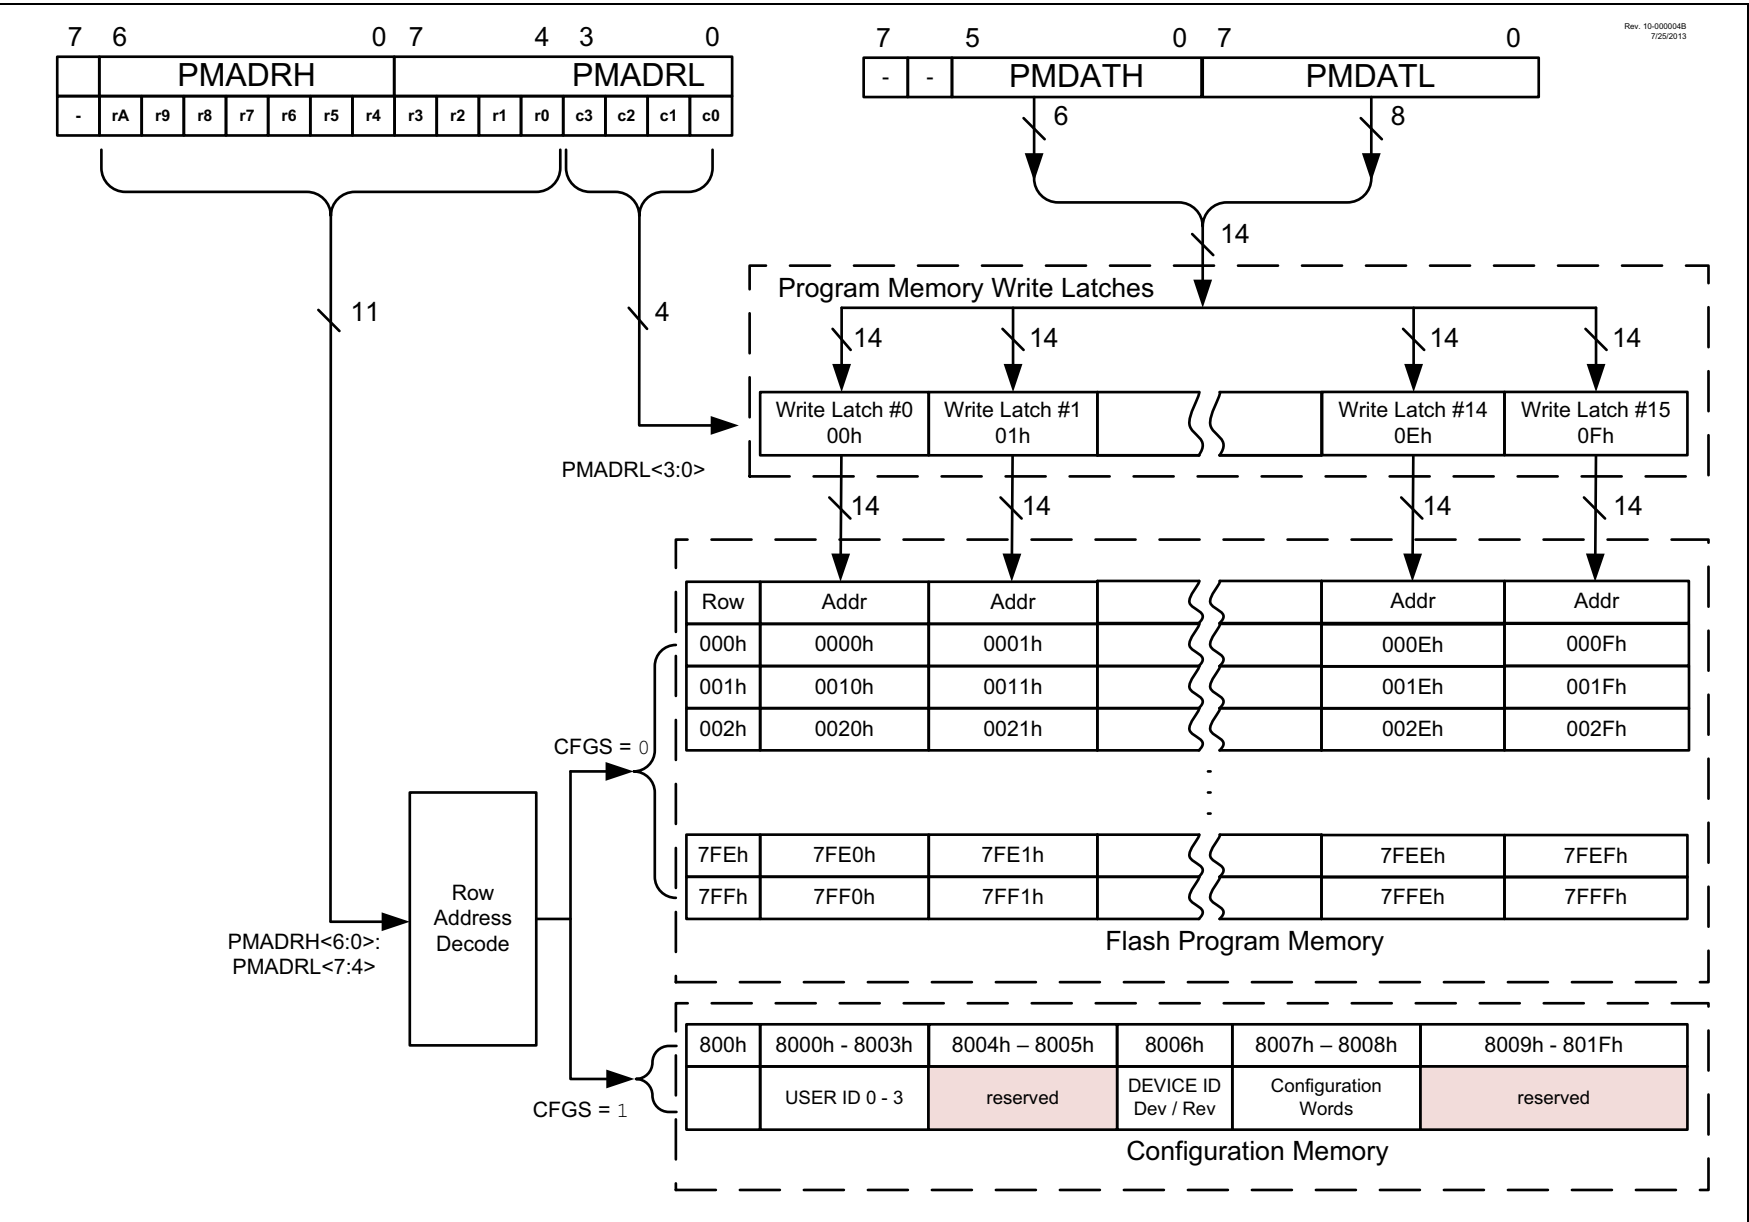 7 6 0 7 4 3 0
PMADRH PMADRL
- rA r9 r8 r7 r6 r5 r4 r3 r2 r1 r0 c3 c2 c1 c0
7 5 0 7 0
- - PMDATH PMDATL
Rev. 10-000004B
7/25/2013
6 8
14
11 4
Program Memory Write Latches
14 14 14 14
Write Latch #0 Write Latch #1 Write Latch #14 Write Latch #15
00h 01h 0Eh 0Fh
PMADRL<3:0>
14 14 14 14
Row Addr Addr Addr Addr
000h 0000h 0001h 000Eh 000Fh
001h 0010h 0011h 001Eh 001Fh
002h 0020h 0021h 002Eh 002Fh
CFGS = 0
7FEh 7FE0h 7FE1h 7FEEh 7FEFh
7FFh 7FF0h 7FF1h 7FFEh 7FFFh
Flash Program Memory
Row
Address
Decode
PMADRH<6:0>:
PMADRL<7:4>
800h 8000h - 8003h 8004h – 8005h 8006h 8007h – 8008h 8009h - 801Fh
USER ID 0 - 3 reserved DEVICE ID Configuration reserved
Dev / Rev Words
CFGS = 1
Configuration Memory